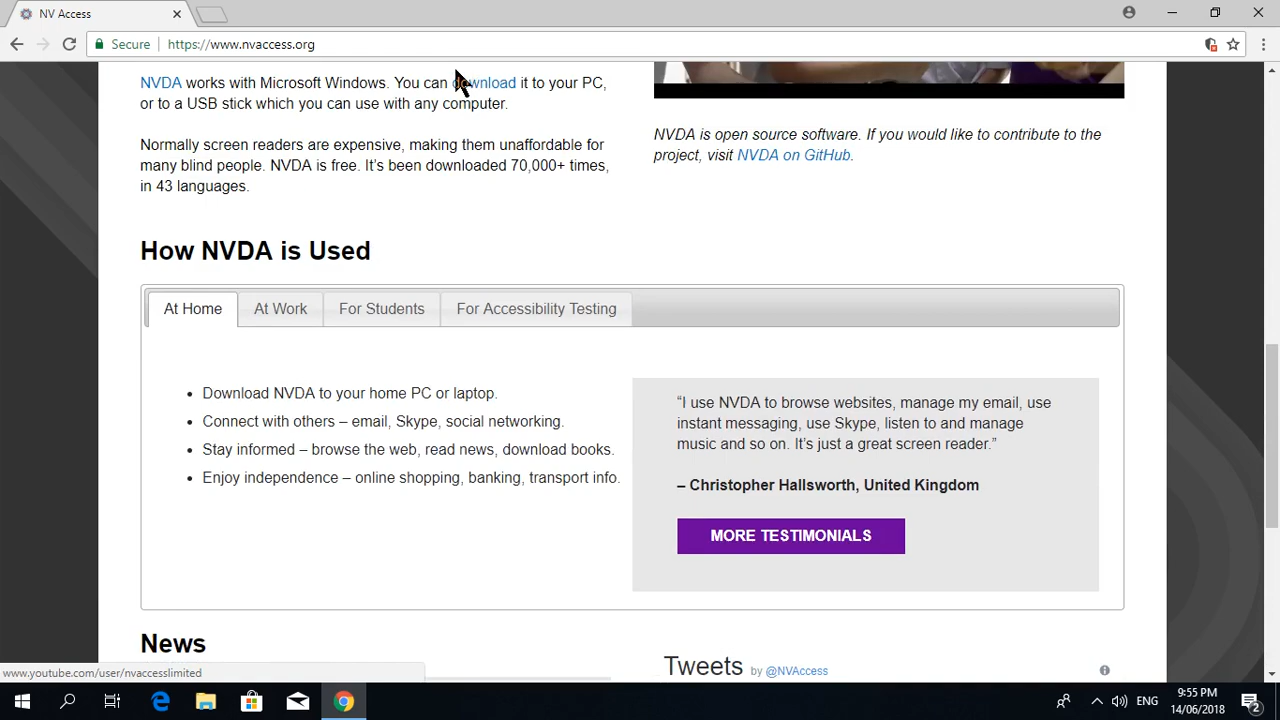 NV Access
Secure https://www.nvaccess.org
NVDA works with Microsoft Windows. You can download it to your PC,
or to a USB stick which you can use with any computer.
Normally screen readers are expensive, making them unaffordable for
many blind people. NVDA is free. It’s been downloaded 70,000+ times,
in 43 languages.
NVDA is open source software. If you would like to contribute to the
project, visit NVDA on GitHub.
How NVDA is Used
At Home At Work For Students For Accessibility Testing
• Download NVDA to your home PC or laptop.
• Connect with others – email, Skype, social networking.
• Stay informed – browse the web, read news, download books.
• Enjoy independence – online shopping, banking, transport info.
“I use NVDA to browse websites, manage my email, use
instant messaging, use Skype, listen to and manage
music and so on. It’s just a great screen reader.”
– Christopher Hallsworth, United Kingdom
MORE TESTIMONIALS
News
Tweets by @NVAccess
www.youtube.com/user/nvaccesslimited
ENG
9:55 PM
14/06/2018
2